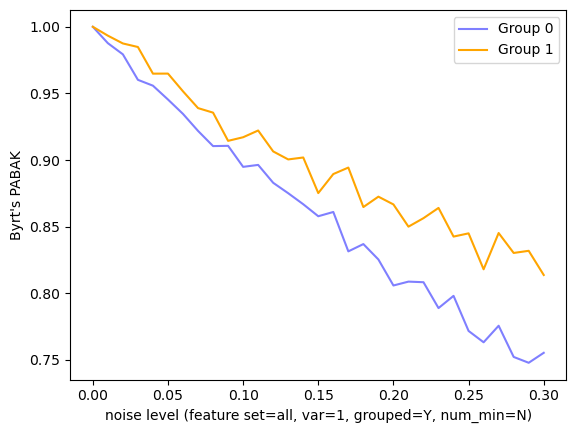 Group 0
Group 1
1.00
0.95
0.90
0.85
0.80
0.75
Byrt's PABAK
0.00 0.05 0.10 0.15 0.20 0.25 0.30
noise level (feature set=all, var=1, grouped=Y, num_min=N)